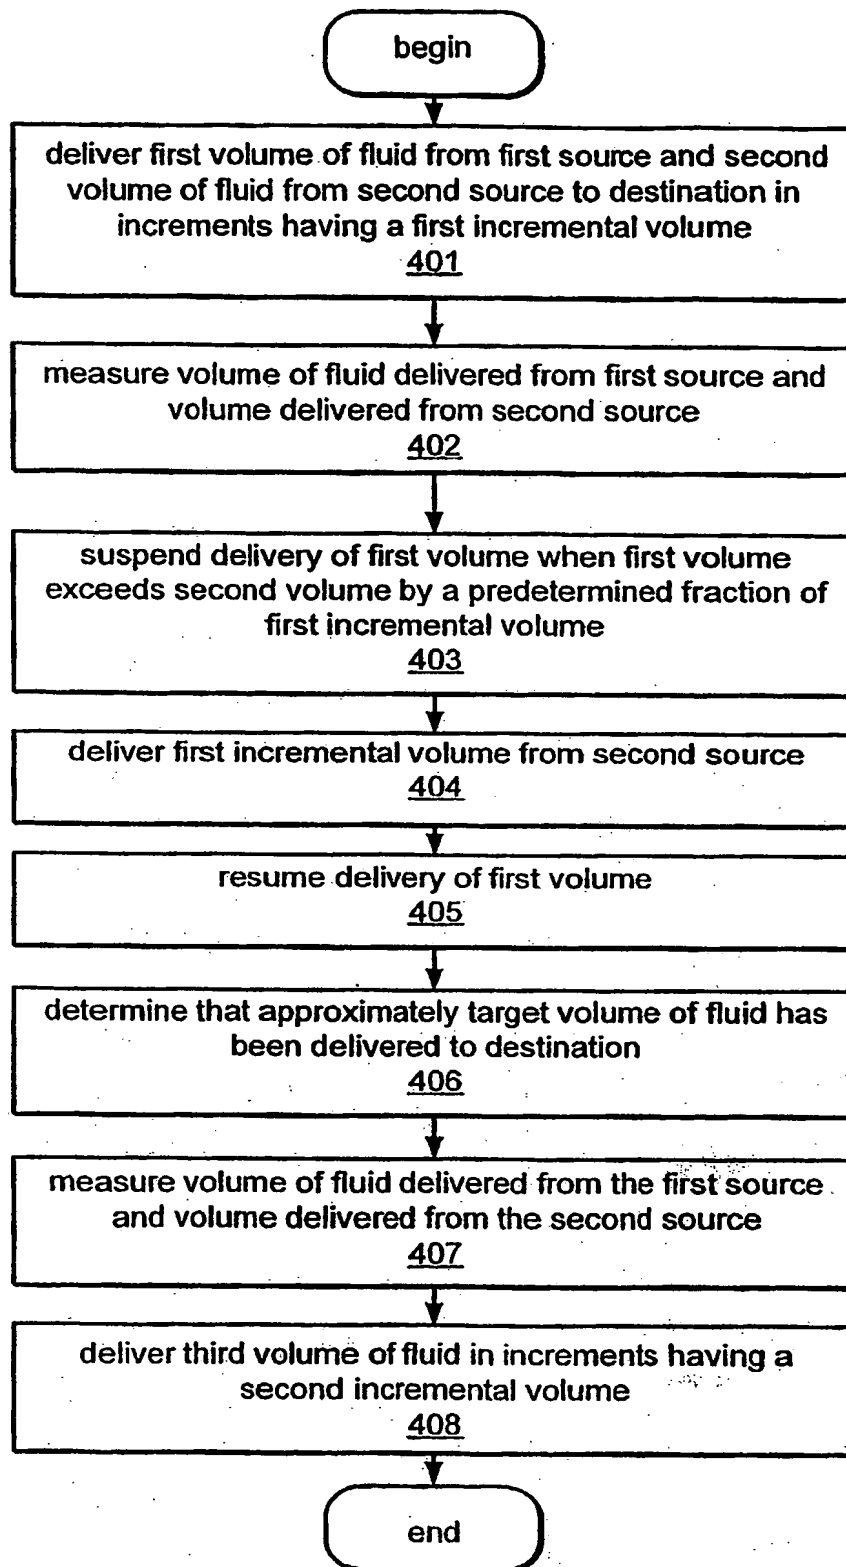 begin
deliver first volume of fluid from first source and second
volume of fluid from second source to destination in
increments having a first incremental volume
401
measure volume of fluid delivered from first source and
volume delivered from second source
402
suspend delivery of first volume when first volume
exceeds second volume by a predetermined fraction of
first incremental volume
403
deliver first incremental volume from second source
404
resume delivery of first volume
405
determine that approximately target volume of fluid has
been delivered to destination
406
measure volume of fluid delivered from the first source
and volume delivered from the second source
407
deliver third volume of fluid in increments having a
second incremental volume
408
end